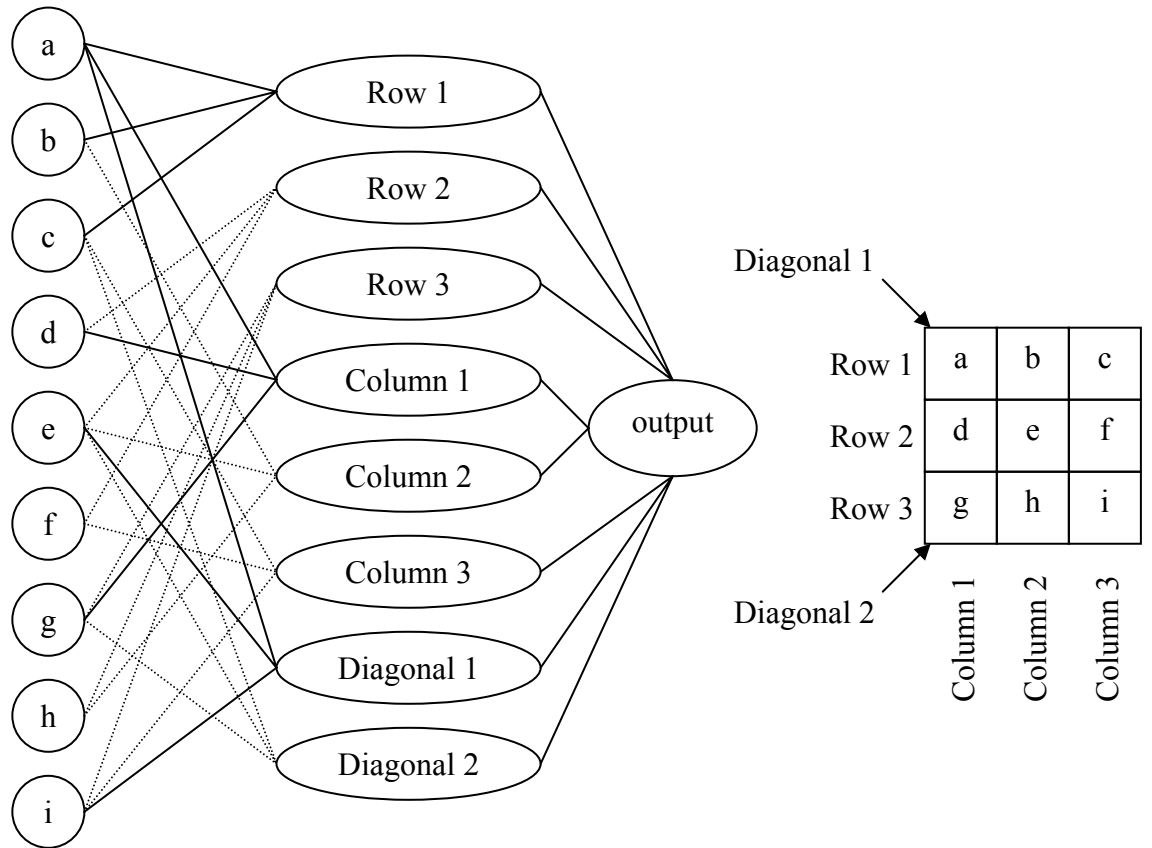 a
b
c
d
e
f
g
h
i
Row 1
Row 2
Row 3
Column 1
Column 2
Column 3
Diagonal 1
Diagonal 2
output
Diagonal 1
Row 1 a b c
Row 2 d e f
Row 3 g h i
Diagonal 2
Column 1
Column 2
Column 3